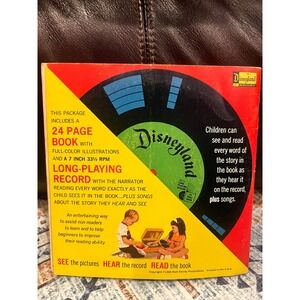 Disneyland
THIS PACKAGE
INCLUDES A
24 PAGE
BOOK WITH
FULL-COLOR ILLUSTRATIONS
AND A 7 INCH 33⅓ RPM
LONG-PLAYING
RECORD WITH THE NARRATOR
READING EVERY WORD EXACTLY AS THE
CHILD SEES IT IN THE BOOK...PLUS SONGS
ABOUT THE STORY THEY HEAR AND SEE
An entertaining way
to assist non-readers
to learn and to help
beginners to improve
their reading ability.
Disneyland
Children can
see and read
every word of
the story in
the book as
they hear it
on the record,
plus songs.
SEE the pictures HEAR the record READ the book